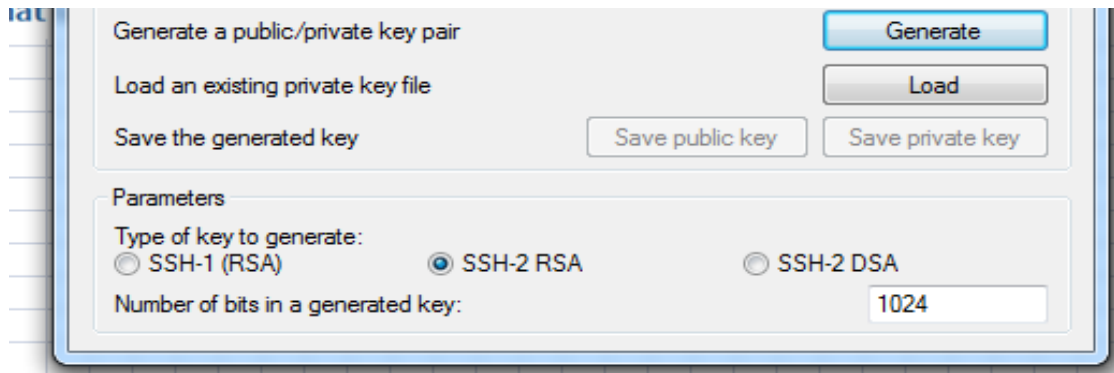 Generate a public/private key pair Generate
Load an existing private key file Load
Save the generated key Save public key Save private key
Parameters
Type of key to generate:
SSH-1 (RSA) SSH-2 RSA SSH-2 DSA
Number of bits in a generated key: 1024